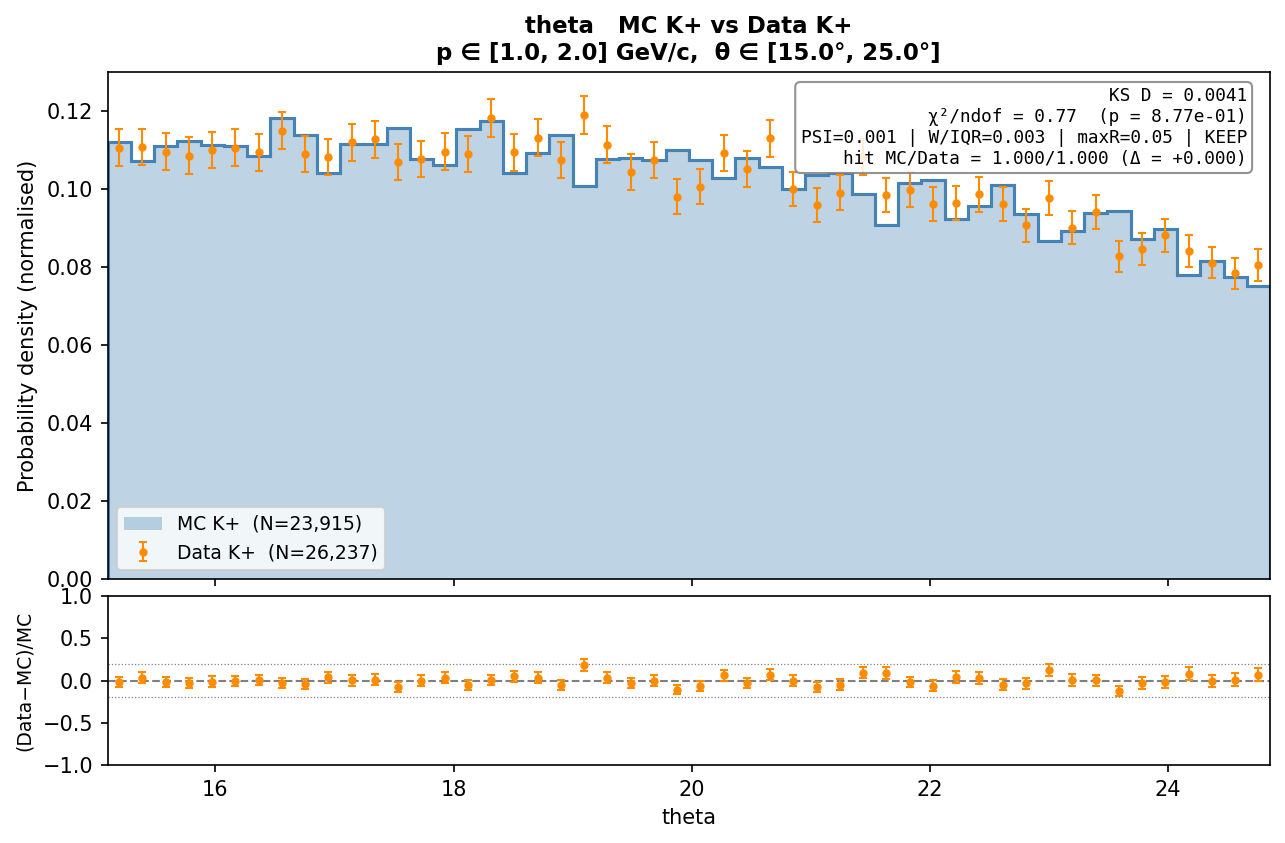 theta   MC K+ vs Data K+
p ∈ [1.0, 2.0] GeV/c,  θ ∈ [15.0°, 25.0°]
KS D = 0.0041
χ²/ndof = 0.77  (p = 8.77e-01)
PSI=0.001 | W/IQR=0.003 | maxR=0.05 | KEEP
hit MC/Data = 1.000/1.000 (Δ = +0.000)
Probability density (normalised)
0.12
0.10
0.08
0.06
0.04
0.02
0.00
MC K+  (N=23,915)
Data K+  (N=26,237)
(Data−MC)/MC
1.0
0.5
0.0
−0.5
−1.0
16 18 20 22 24
theta